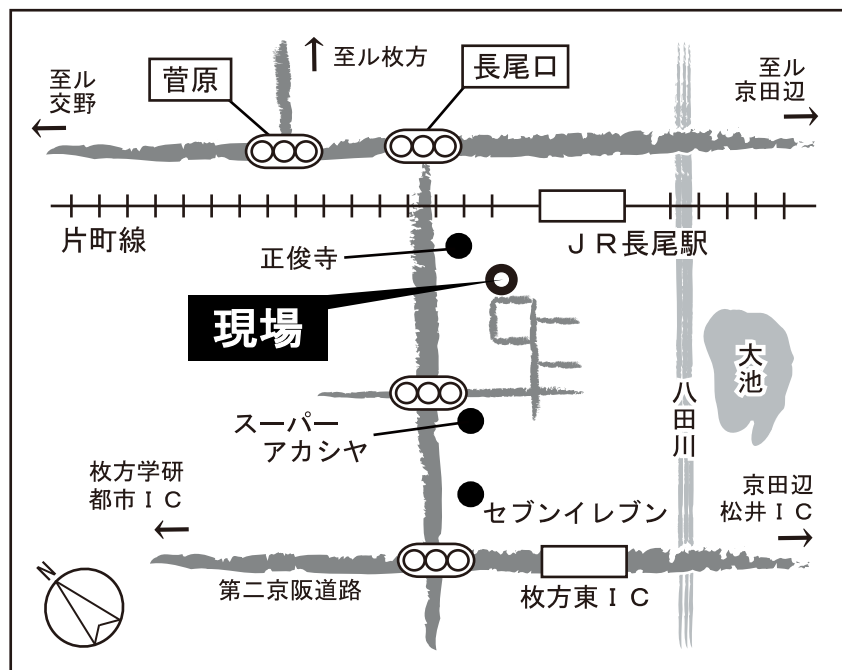 至ル枚方
長尾口
菅原
至ル
交野
至ル
京田辺
片町線
正俊寺
ＪＲ長尾駅
現場
大池
八田川
スーパー
アカシヤ
枚方学研
都市ＩＣ
セブンイレブン
京田辺
松井ＩＣ
N
第二京阪道路
枚方東ＩＣ